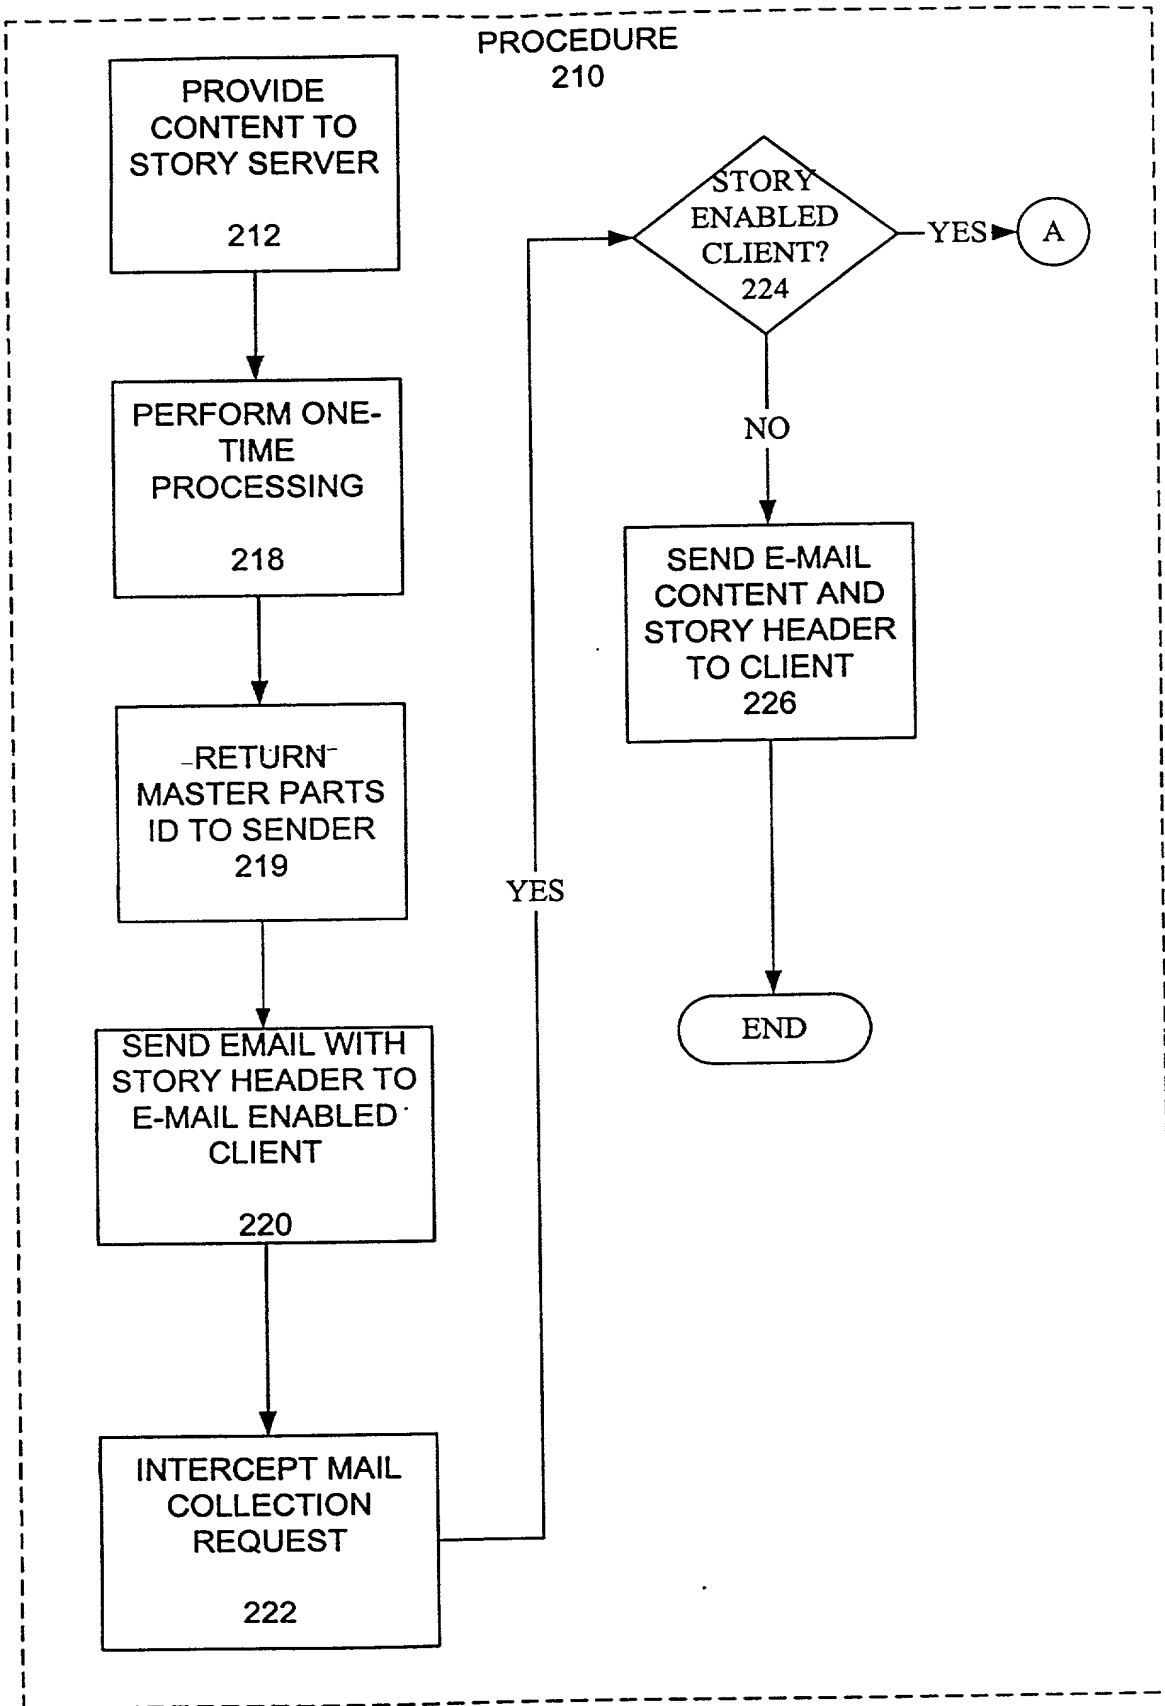 PROCEDURE
210
PROVIDE
CONTENT TO
STORY SERVER
212
PERFORM ONE-
TIME
PROCESSING
218
RETURN
MASTER PARTS
ID TO SENDER
219
SEND EMAIL WITH
STORY HEADER TO
E-MAIL ENABLED
CLIENT
220
INTERCEPT MAIL
COLLECTION
REQUEST
222
YES
STORY
ENABLED
CLIENT?
224
YES
A
NO
SEND E-MAIL
CONTENT AND
STORY HEADER
TO CLIENT
226
END